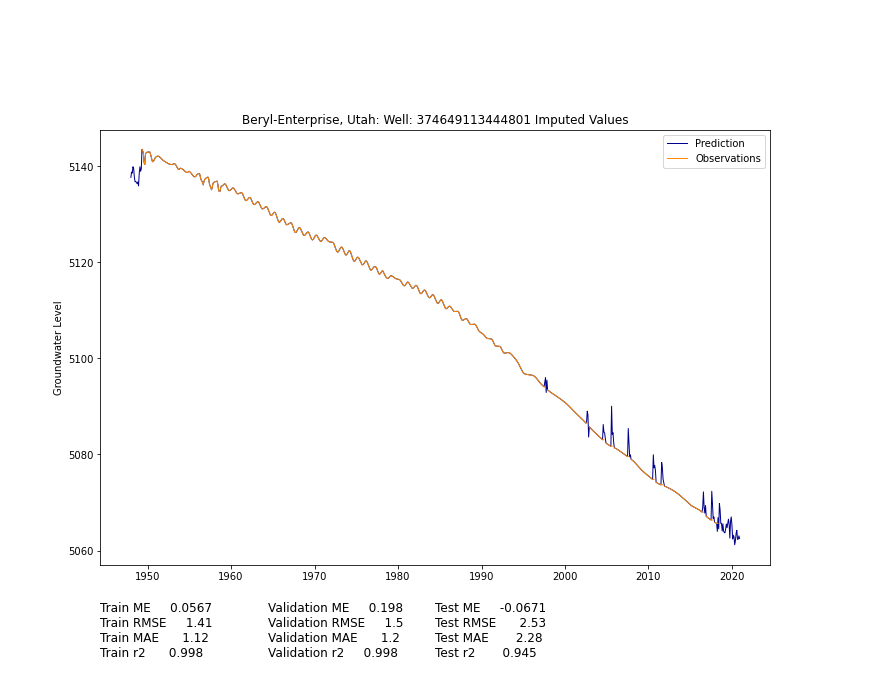 Beryl-Enterprise, Utah: Well: 374649113444801 Imputed Values
Prediction
Observations
Groundwater Level
5140
5120
5100
5080
5060
1950 1960 1970 1980 1990 2000 2010 2020
Train ME 0.0567 Validation ME 0.198 Test ME -0.0671
Train RMSE 1.41 Validation RMSE 1.5 Test RMSE 2.53
Train MAE 1.12 Validation MAE 1.2 Test MAE 2.28
Train r2 0.998 Validation r2 0.998 Test r2 0.945